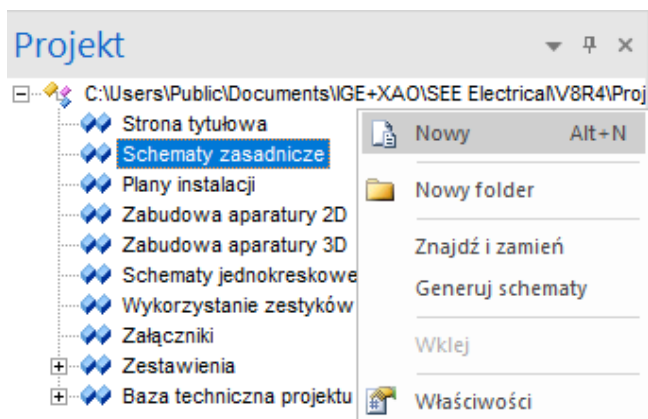 Projekt
C:\Users\Public\Documents\IGE+XAO\SEE Electrical\V8R4\Proj
Strona tytułowa
Nowy Alt+N
Schematy zasadnicze
Plany instalacji
Nowy folder
Zabudowa aparatury 2D
Zabudowa aparatury 3D
Znajdź i zamień
Schematy jednokreskowe
Generuj schematy
Wykorzystanie zestyków
Załączniki
Wklej
Zestawienia
Baza techniczna projektu
Właściwości